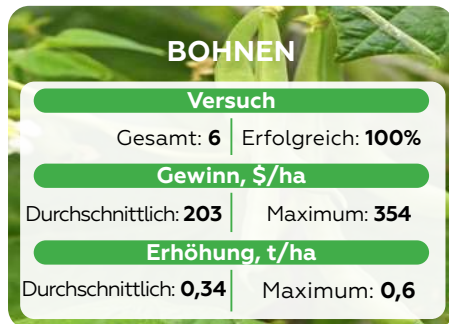 BOHNEN
Versuch
Gesamt: 6 Erfolgreich: 100%
Gewinn, $/ha
Durchschnittlich: 203 Maximum: 354
Erhöhung, t/ha
Durchschnittlich: 0,34 Maximum: 0,6